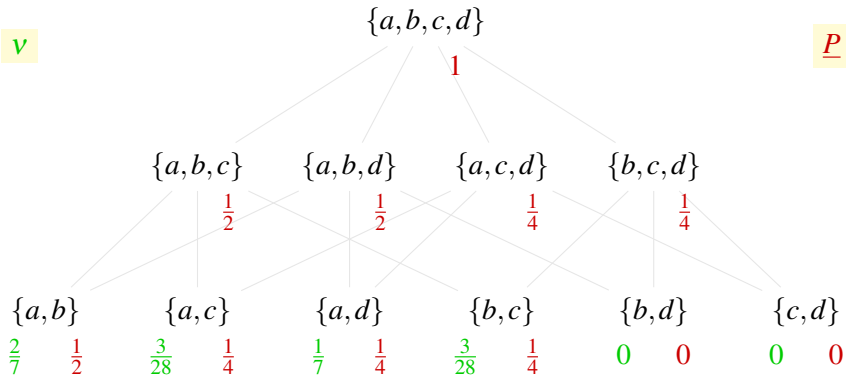 {a,b,c,d}
ν P
1
{a,b,c} {a,b,d} {a,c,d} {b,c,d}
1/2 1/2 1/4 1/4
{a,b} {a,c} {a,d} {b,c} {b,d} {c,d}
2/7 1/2 3/28 1/4 1/7 1/4 3/28 1/4 0 0 0 0